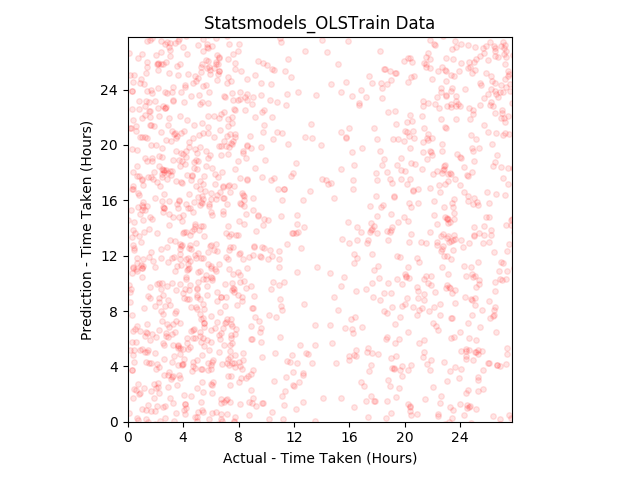 Statsmodels_OLSTrain Data
Prediction - Time Taken (Hours)
24
20
16
12
8
4
0
0 4 8 12 16 20 24
Actual - Time Taken (Hours)